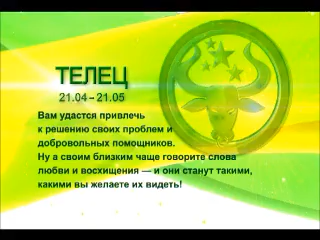 ТЕЛЕЦ
21.04 – 21.05
Вам удастся привлечь
к решению своих проблем и
добровольных помощников.
Ну а своим близким чаще говорите слова
любви и восхищения — и они станут такими,
какими вы желаете их видеть!